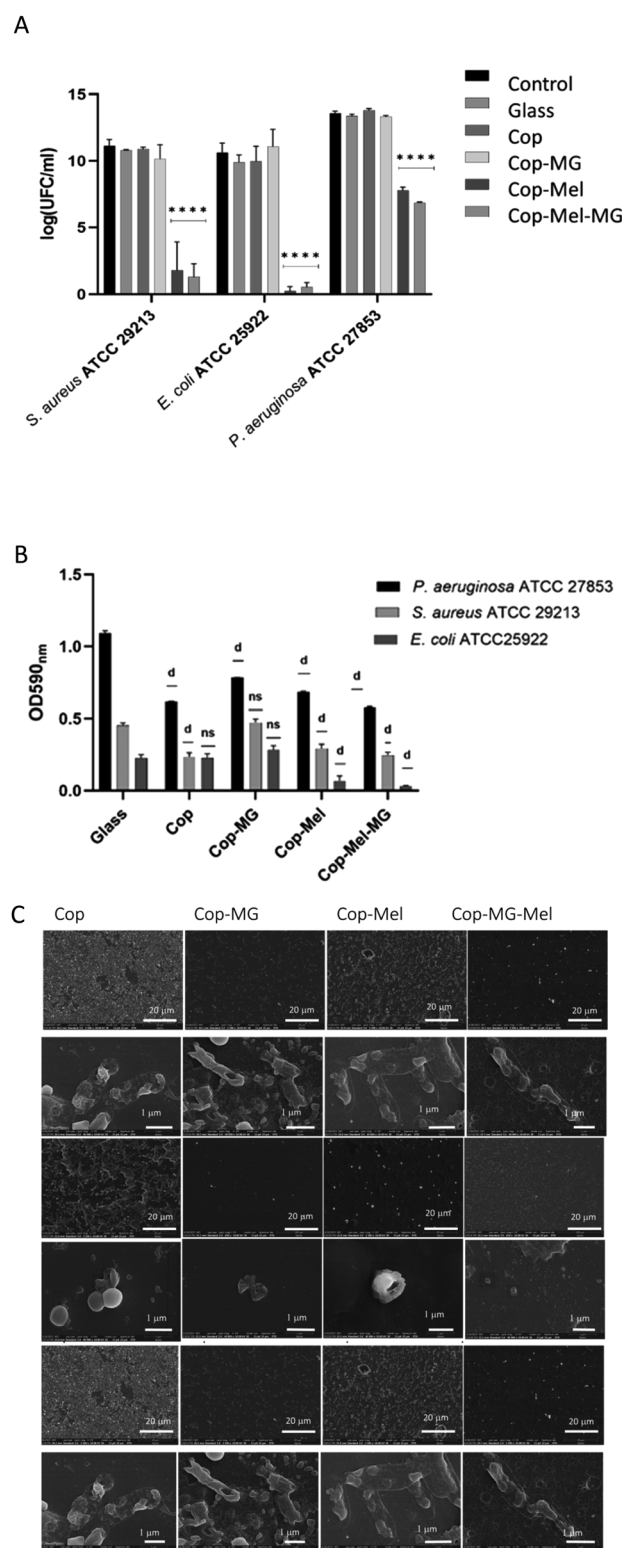 A
15
10
5
0
log(UFC/ml)
****
****
****
Control
Glass
Cop
Cop-MG
Cop-Mel
Cop-Mel-MG
S. aureus ATCC 29213
E. coli ATCC 25922
P. aeruginosa ATCC 27853
B
1.5
1.0
0.5
0.0
OD590nm
P. aeruginosa ATCC 27853
S. aureus ATCC 29213
E. coli ATCC25922
d
d
ns
d
ns
ns
d
d
d
d
d
d
Glass
Cop
Cop-MG
Cop-Mel
Cop-Mel-MG
C
Cop
Cop-MG
Cop-Mel
Cop-MG-Mel
20 µm
20 µm
20 µm
20 µm
1 µm
1 µm
1 µm
1 µm
20 µm
20 µm
20 µm
20 µm
1 µm
1 µm
1 µm
1 µm
20 µm
20 µm
20 µm
20 µm
1 µm
1 µm
1 µm
1 µm